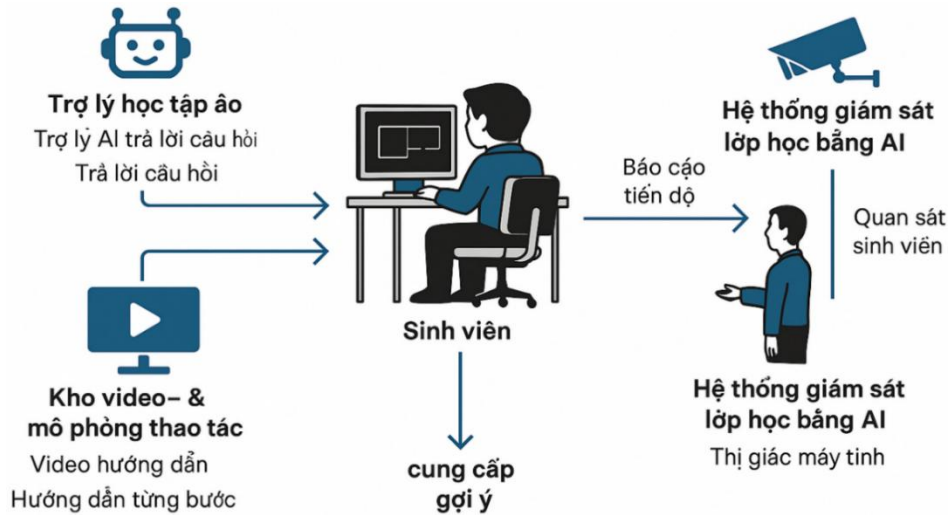 Trợ lý học tập âo
Trợ lý AI trả lời câu hỏi
Trả lời câu hỏi
Kho video– &
mô phỏng thao tác
Video hướng dẫn
Hướng dẫn từng bước
Sinh viên
cung cấp
gợi ý
Báo cáo
tiến dộ
Hệ thống giám sát
lớp học bằng AI
Quan sát
sinh viên
Hệ thống giám sát
lớp học bằng AI
Thị giác máy tinh